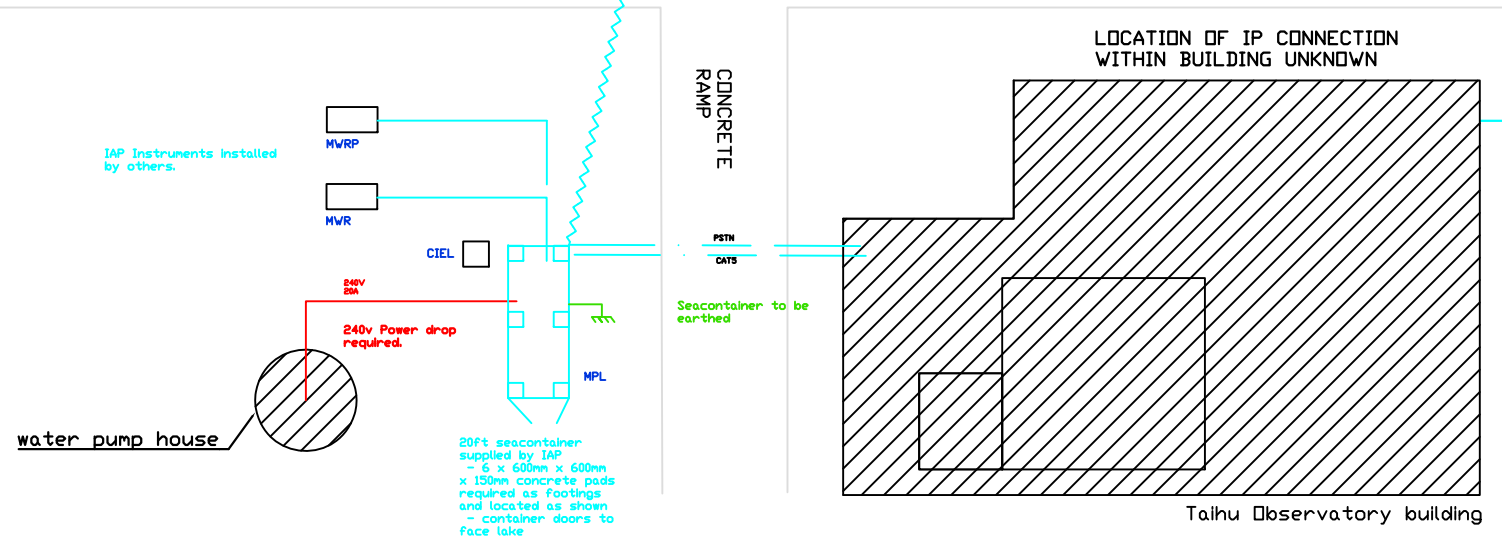 LOCATION OF IP CONNECTION
WITHIN BUILDING UNKNOWN
CONCRETE
RAMP
MWRP
IAP Instruments installed
by others.
MWR
PSTN
CIEL
CAT5
240V
20A
Seacontainer to be
earthed
240v Power drop
required.
MPL
water pump house
20ft seacontainer
supplied by IAP
- 6 x 600mm x 600mm
x 150mm concrete pads
required as footings
and located as shown
- container doors to
face lake
Taihu Observatory building